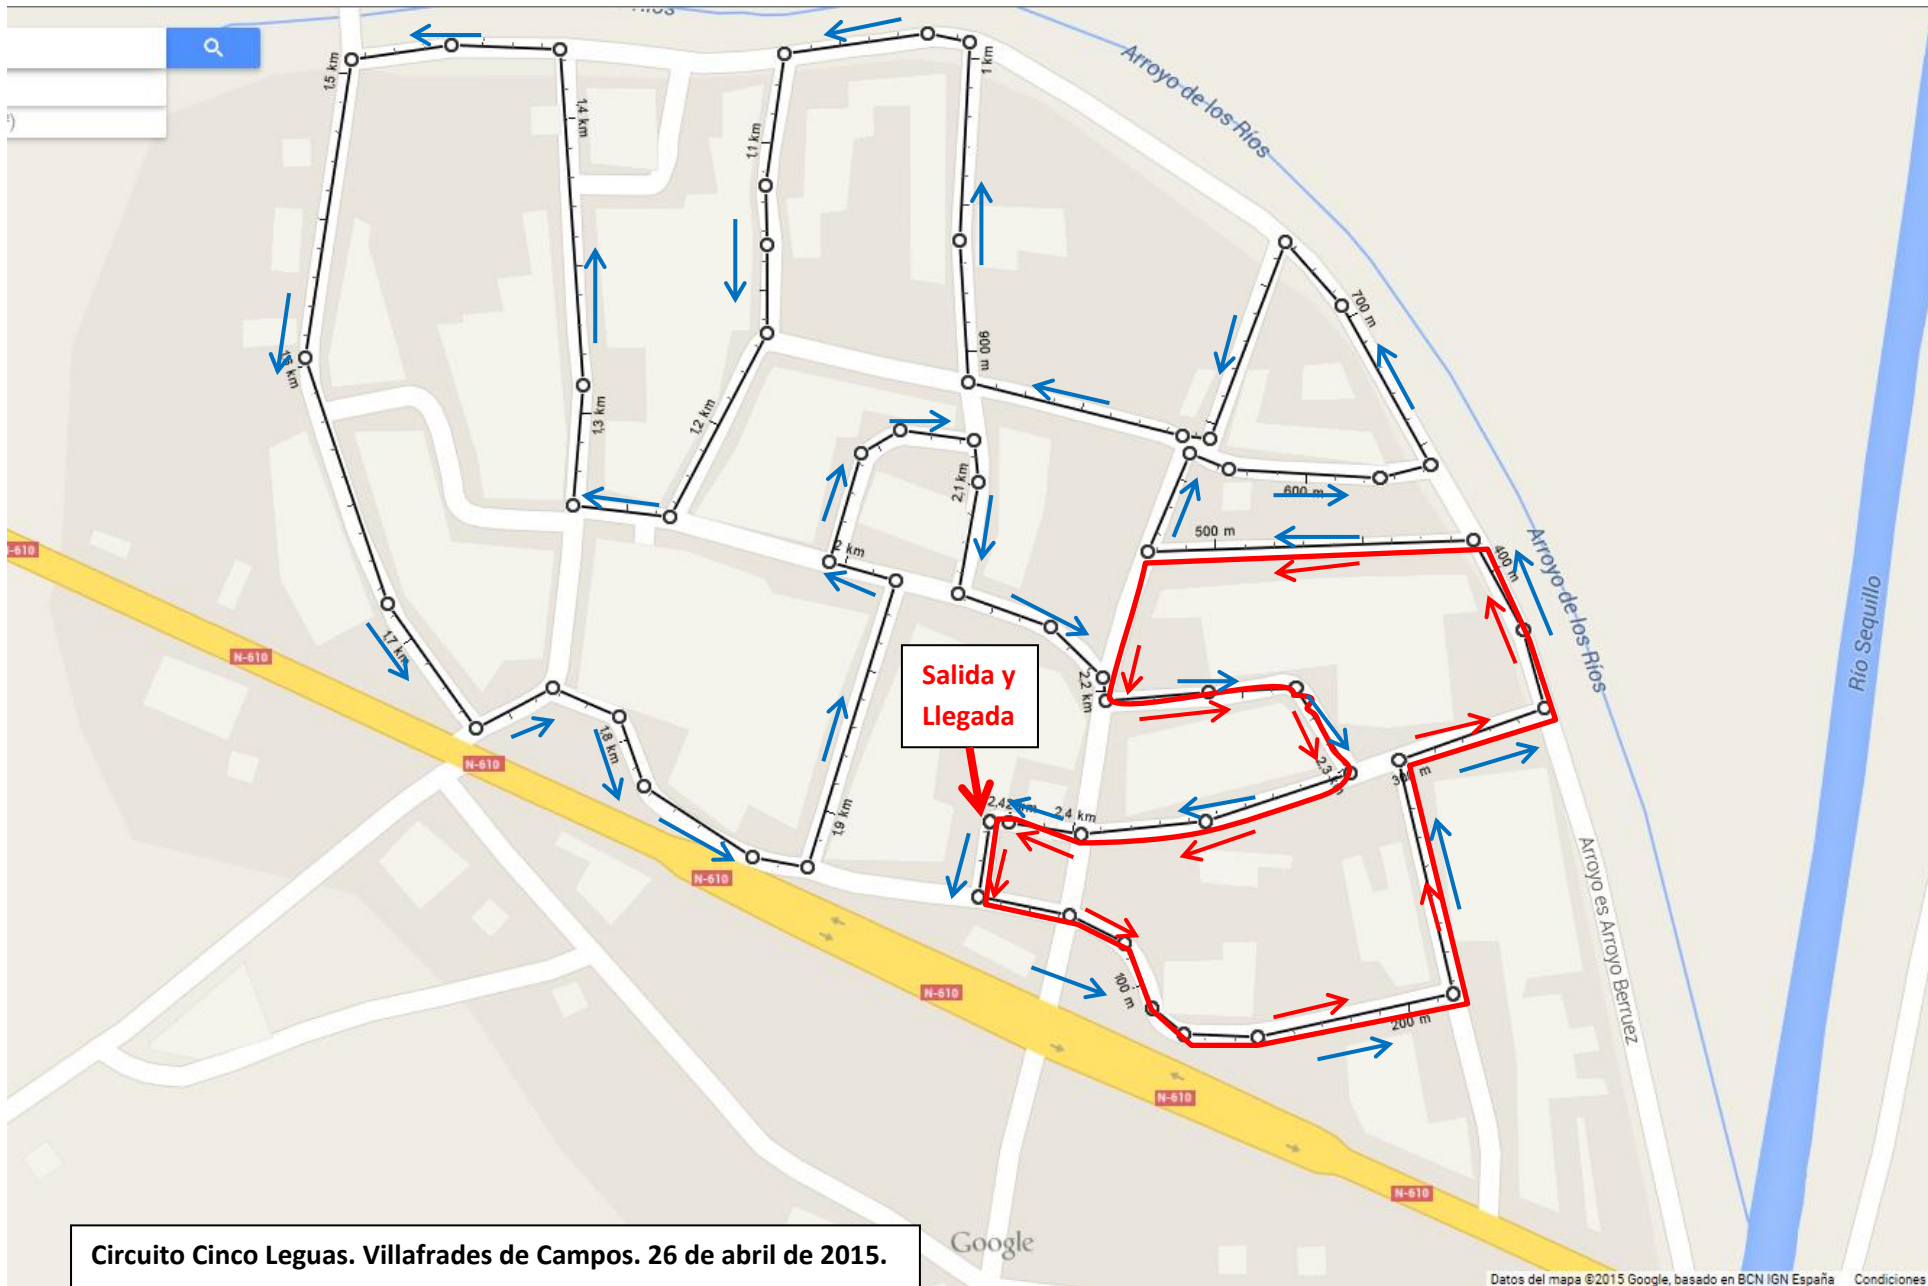 Arroyo de los Ríos
1,5 km
1,4 km
1,1 km
1 km
700 m
900 m
1,3 km
1,2 km
2,1 km
600 m
500 m
400 m
2 km
Arroyo de los Ríos
Río Sequillo
N-610
N-610
1,7 km
Salida y
Llegada
2,2 km
1,8 km
N-610
2,3 km
1,9 km
2,4 km
N-610
Arroyo es Arroyo Berruez
100 m
200 m
N-610
N-610
N-610
Google
Circuito Cinco Leguas. Villafrades de Campos. 26 de abril de 2015.
Datos del mapa ©2015 Google, basado en BCN IGN España Condiciones